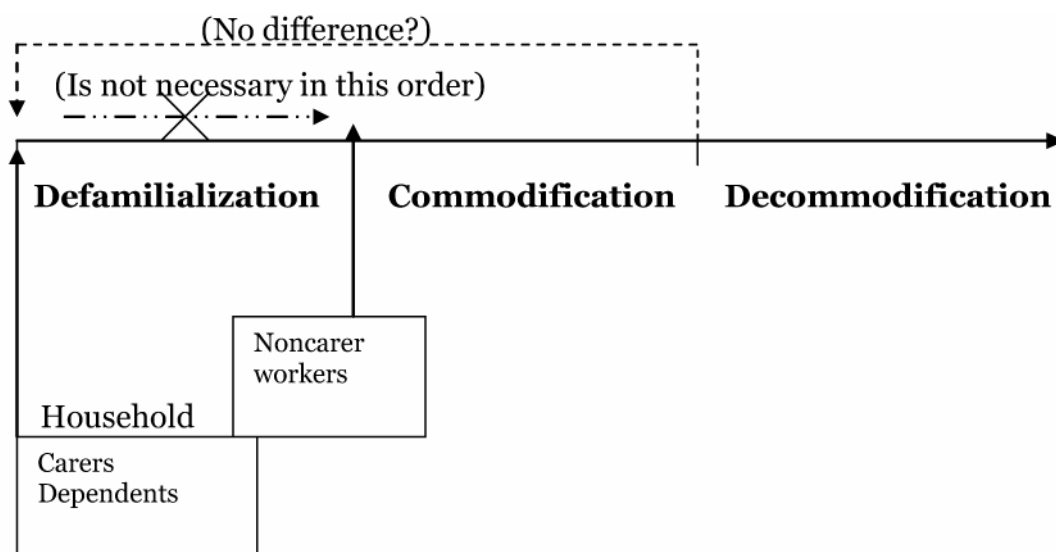 (No difference?)
(Is not necessary in this order)
Defamilialization Commodification Decommodification
Noncarer
workers
Household
Carers
Dependents